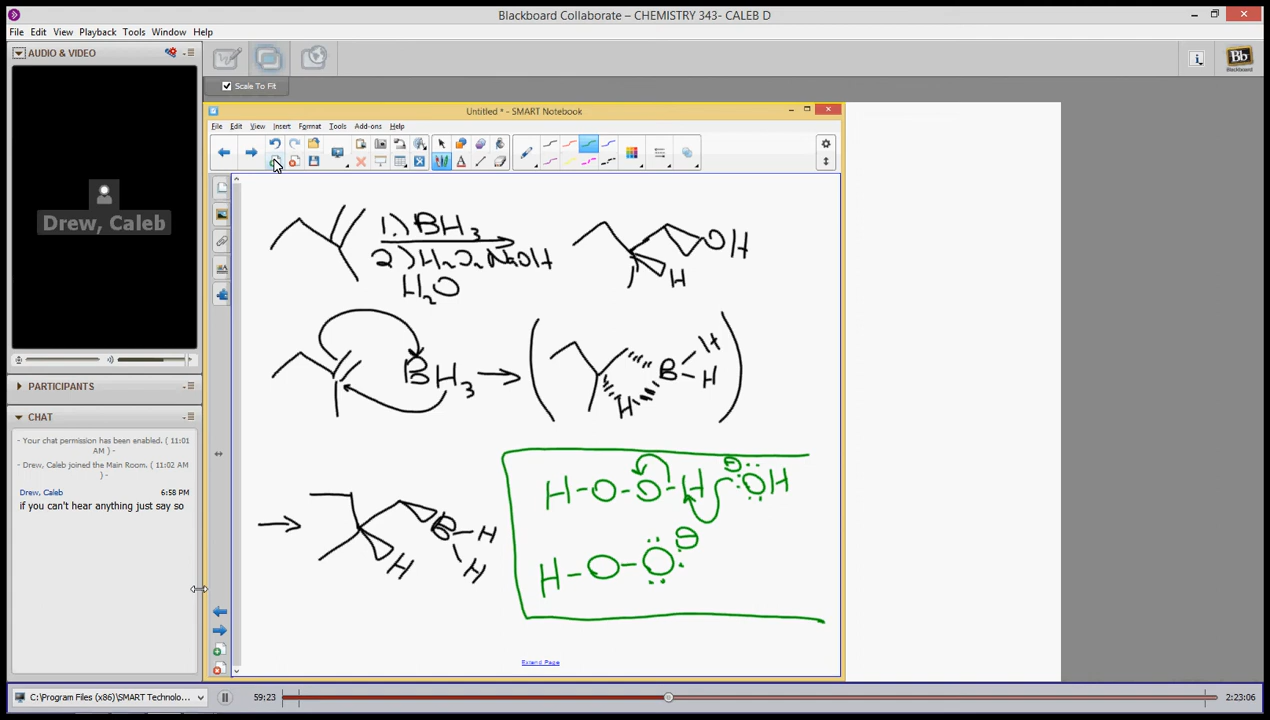 Blackboard Collaborate – CHEMISTRY 343- CALEB D
File Edit View Playback Tools Window Help
AUDIO & VIDEO
Drew, Caleb
PARTICIPANTS
CHAT
- Your chat permission has been enabled. ( 11:01
AM ) -
- Drew, Caleb joined the Main Room. ( 11:02 AM
) -
Drew, Caleb 6:58 PM
if you can't hear anything just say so
Scale To Fit
Bb
Blackboard
Untitled * - SMART Notebook
File Edit View Insert Format Tools Add-ons Help
1.) BH3
2.) H2O2 NaOH
H2O
OH
H
BH3
B
H
H
H
B
H
H
H
H-O-O-H ⊖OH
H-O-O⊖
Extend Page
C:\Program Files (x86)\SMART Technolo...
59:23
2:23:06